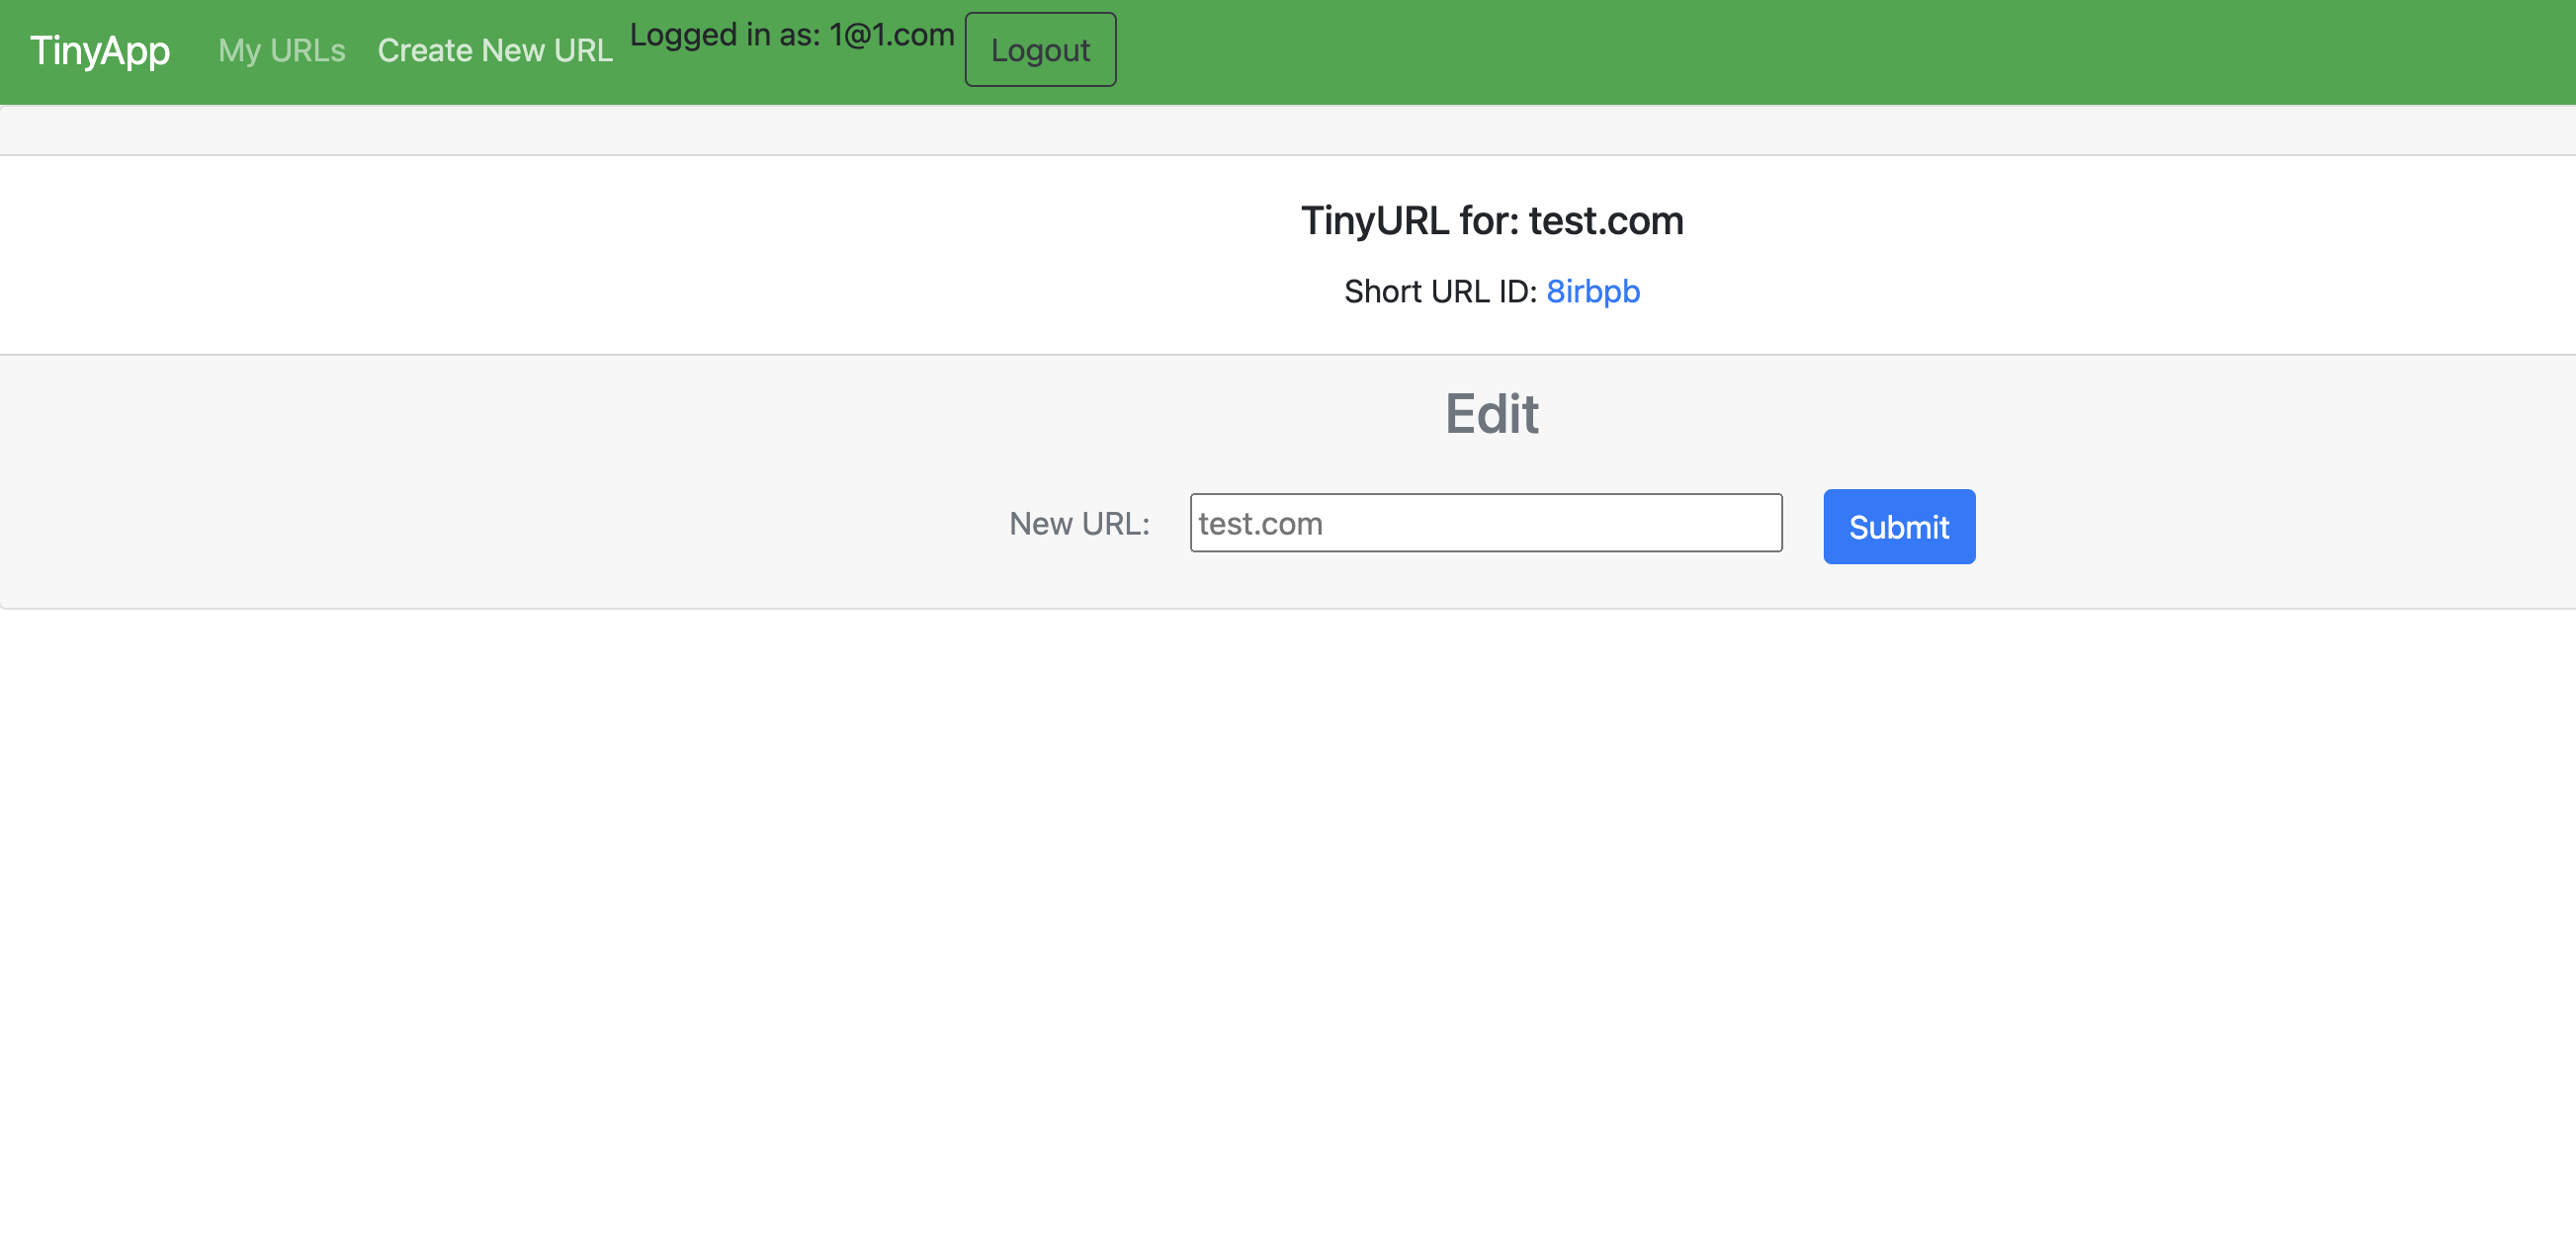 TinyApp My URLs Create New URL Logged in as: 1@1.com Logout
TinyURL for: test.com
Short URL ID: 8irbpb
Edit
New URL: test.com Submit